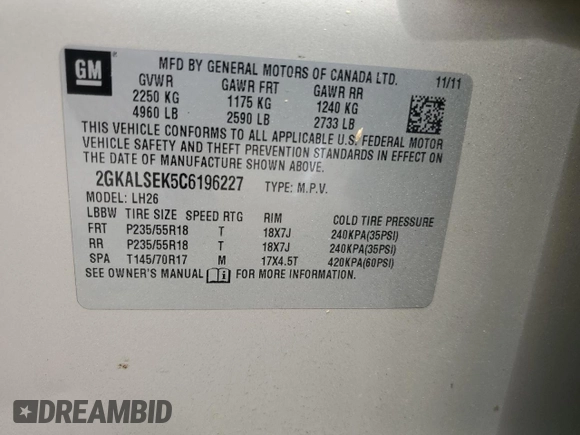 GM
MFD BY GENERAL MOTORS OF CANADA LTD. 11/11
GVWR GAWR FRT GAWR RR
2250 KG 1175 KG 1240 KG
4960 LB 2590 LB 2733 LB
THIS VEHICLE CONFORMS TO ALL APPLICABLE U.S. FEDERAL MOTOR
VEHICLE SAFETY AND THEFT PREVENTION STANDARDS IN EFFECT ON
THE DATE OF MANUFACTURE SHOWN ABOVE.
2GKALSEK5C6196227 TYPE: M.P.V.
MODEL: LH26
LBBW TIRE SIZE SPEED RTG RIM COLD TIRE PRESSURE
FRT P235/55R18 T 18X7J 240KPA(35PSI)
RR P235/55R18 T 18X7J 240KPA(35PSI)
SPA T145/70R17 M 17X4.5T 420KPA(60PSI)
SEE OWNER'S MANUAL FOR MORE INFORMATION.
DREAMBID